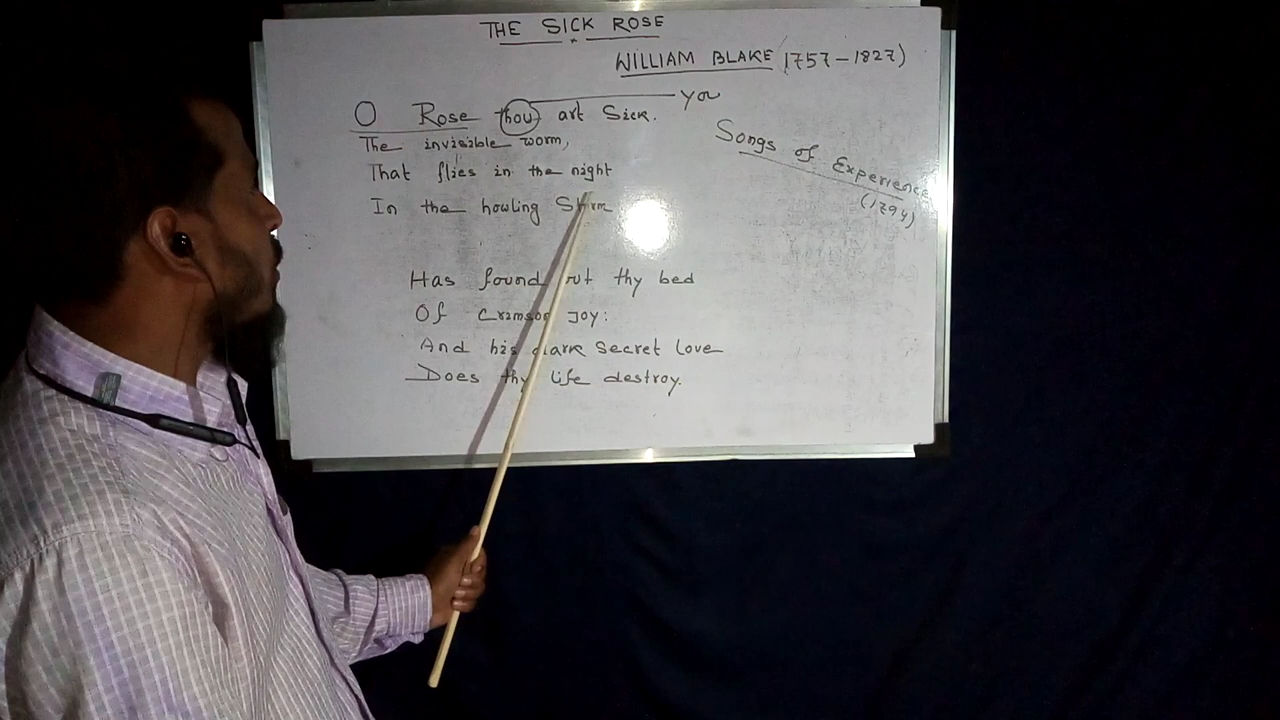 THE SICK ROSE
WILLIAM BLAKE (1757-1827)
O Rose thou art Sick.
you
The invisible worm,
That flies in the night
In the howling Storm
Songs of Experience
(1794)
Has found out thy bed
Of Crimson Joy:
And his dark Secret Love
Does thy life destroy.